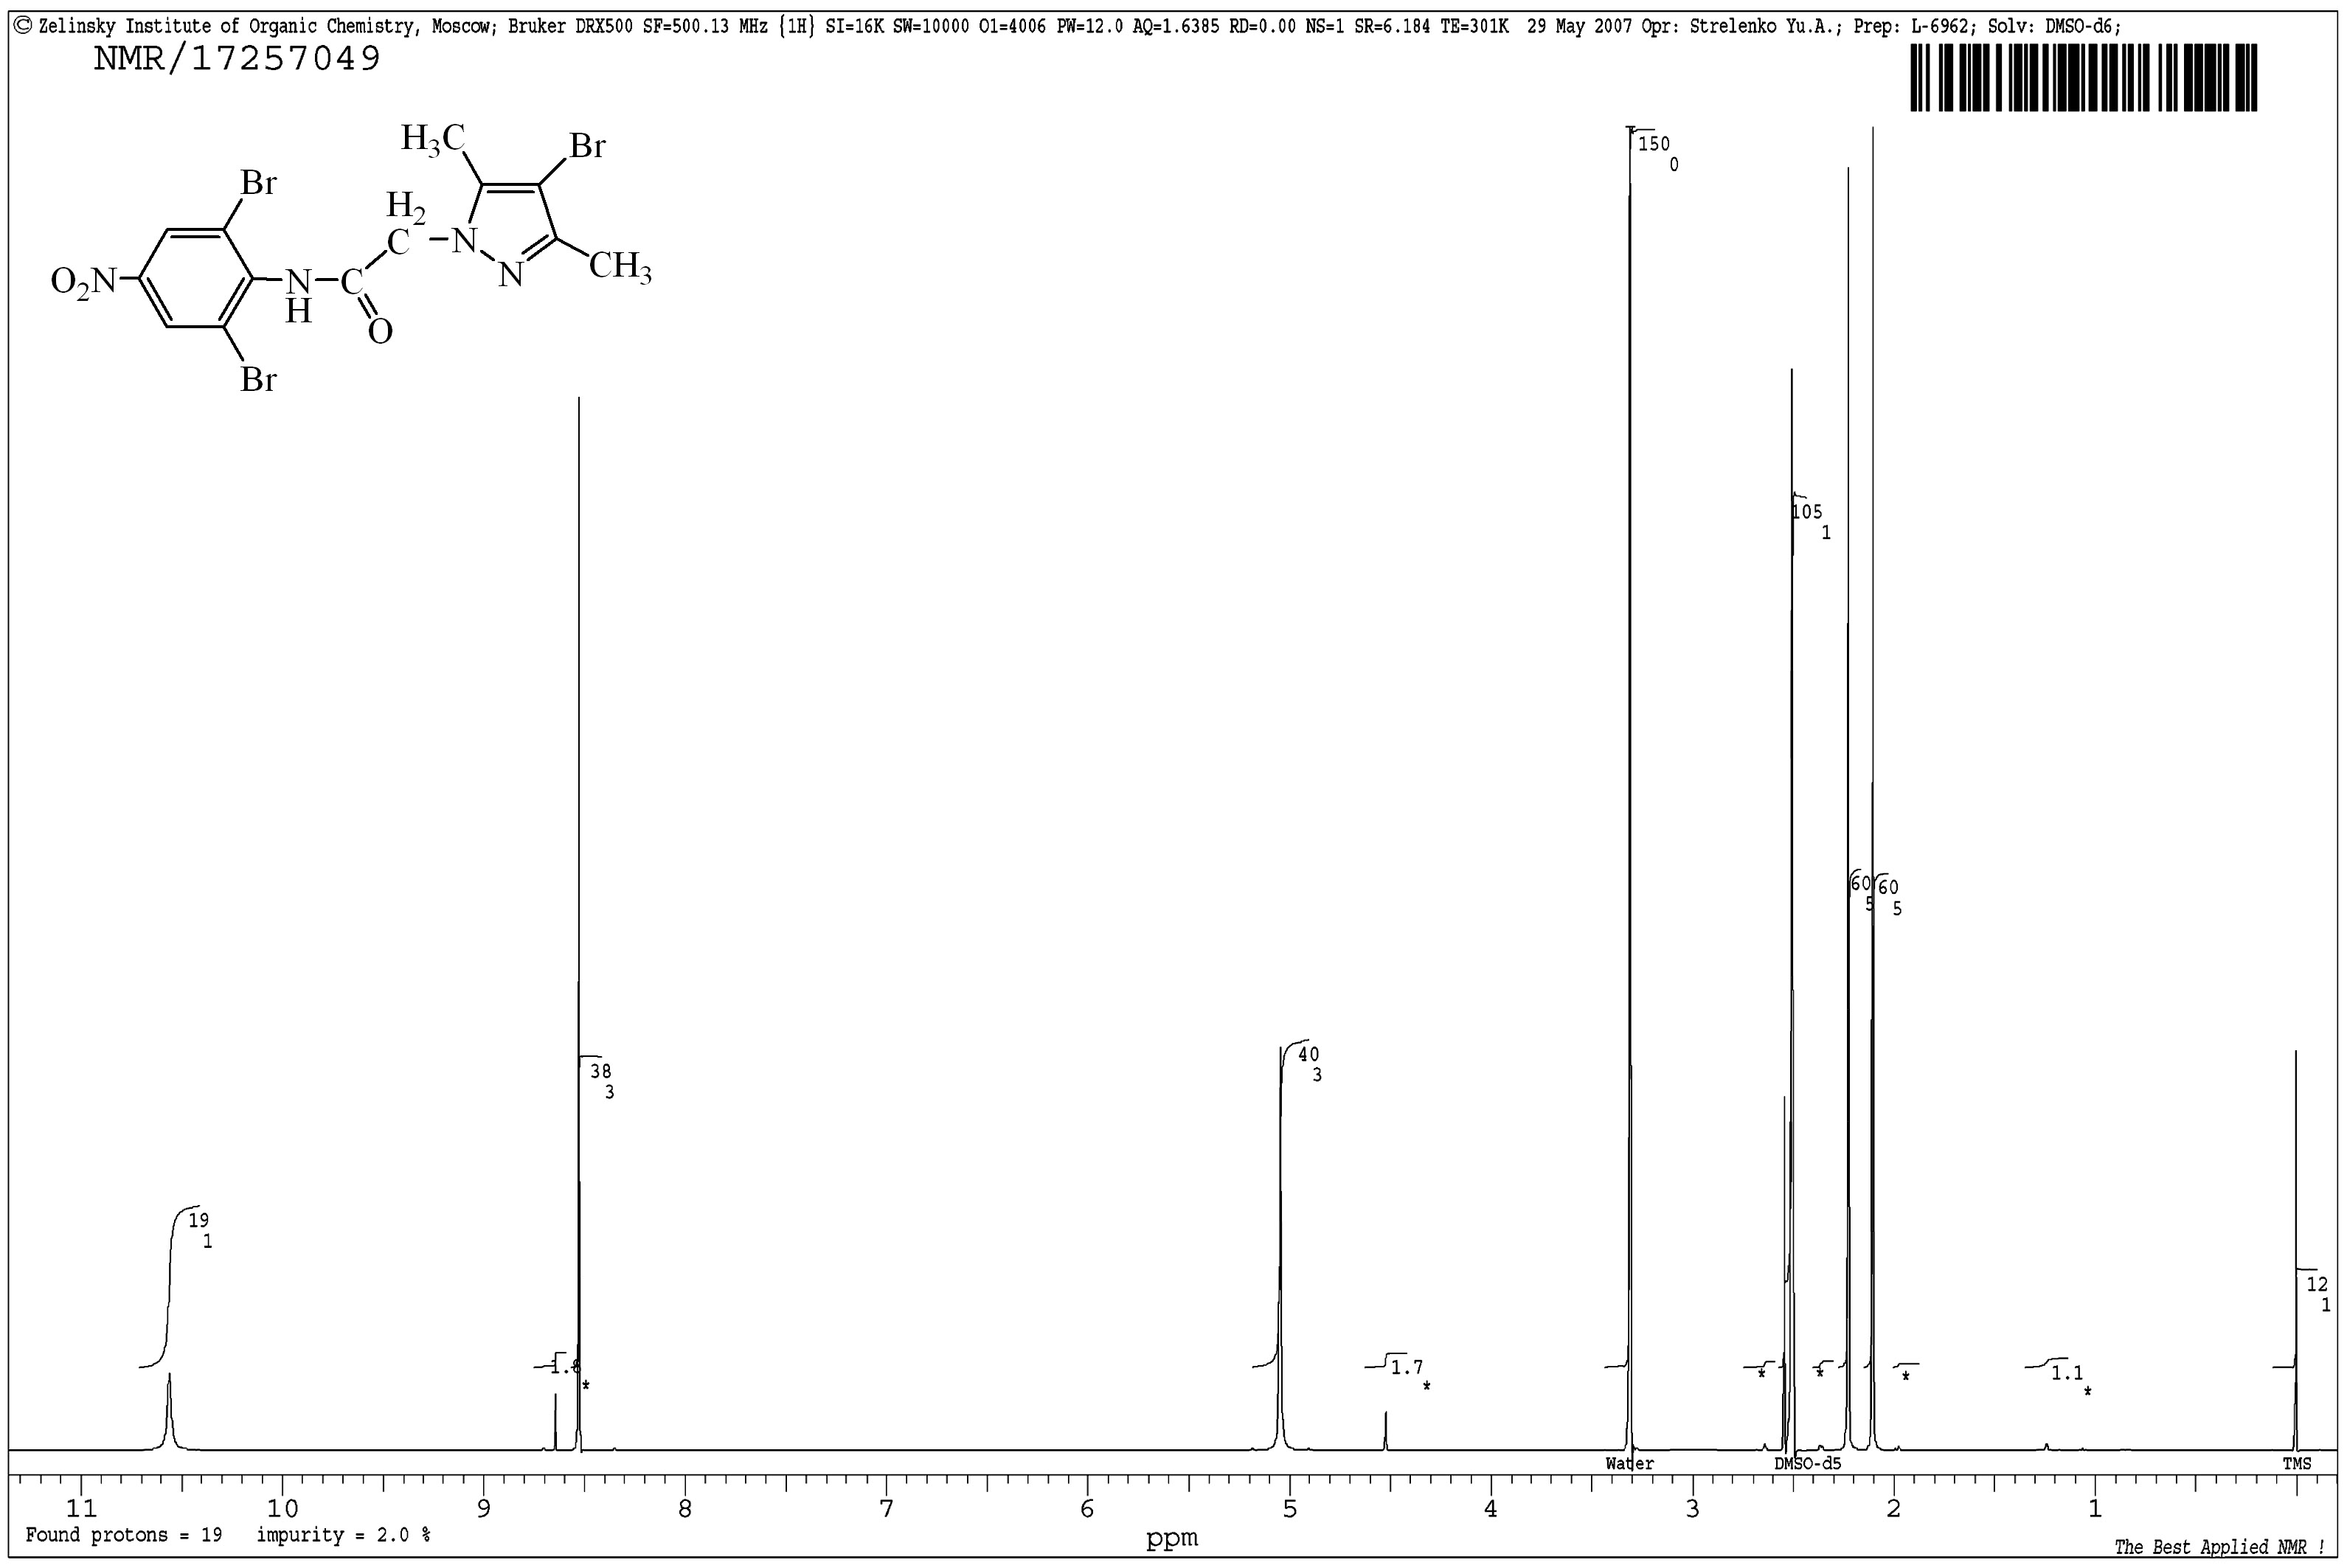 © Zelinsky Institute of Organic Chemistry, Moscow; Bruker DRX500 SF=500.13 MHz {1H} SI=16K SW=10000 O1=4006 PW=12.0 AQ=1.6385 RD=0.00 NS=1 SR=6.184 TE=301K 29 May 2007 Opr: Strelenko Yu.A.; Prep: L-6962; Solv: DMSO-d6;
NMR/17257049
H3C
Br
Br
H2
C
N
N
CH3
O2N
N
H
C
O
Br
150
0
105
1
60
5
60
5
38
3
40
3
19
1
12
1
1.8
*
1.7
*
*
*
*
1.1
*
Water
DMSO-d5
TMS
11 10 9 8 7 6 5 4 3 2 1
ppm
Found protons = 19 impurity = 2.0 %
The Best Applied NMR !